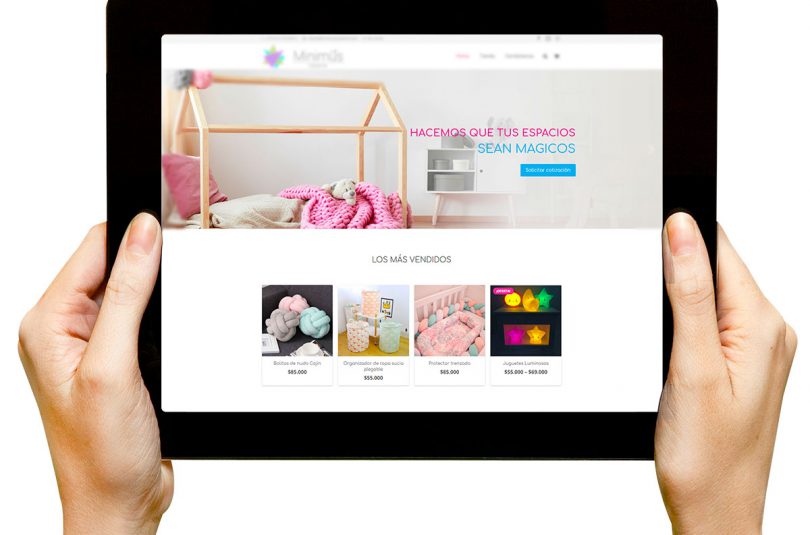 Minimüs
Inicio
Tienda
Contáctenos
HACEMOS QUE TUS ESPACIOS
SEAN MAGICOS
Solicitar cotización
LOS MÁS VENDIDOS
¡OFERTA!
Bolitas de nudo Cojín
$85.000
Organizador de ropa sucia
plegable
$55.000
Protector trenzado
$65.000
Juguetes Luminosos
$55.000 – $69.000